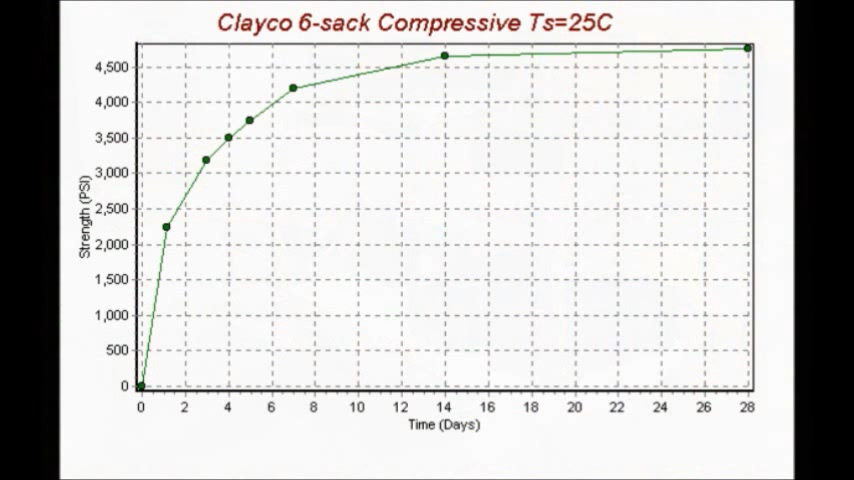 Clayco 6-sack Compressive Ts=25C
4,500
4,000
3,500
3,000
2,500
2,000
1,500
1,000
500
0
Strength (PSI)
0 2 4 6 8 10 12 14 16 18 20 22 24 26 28
Time (Days)